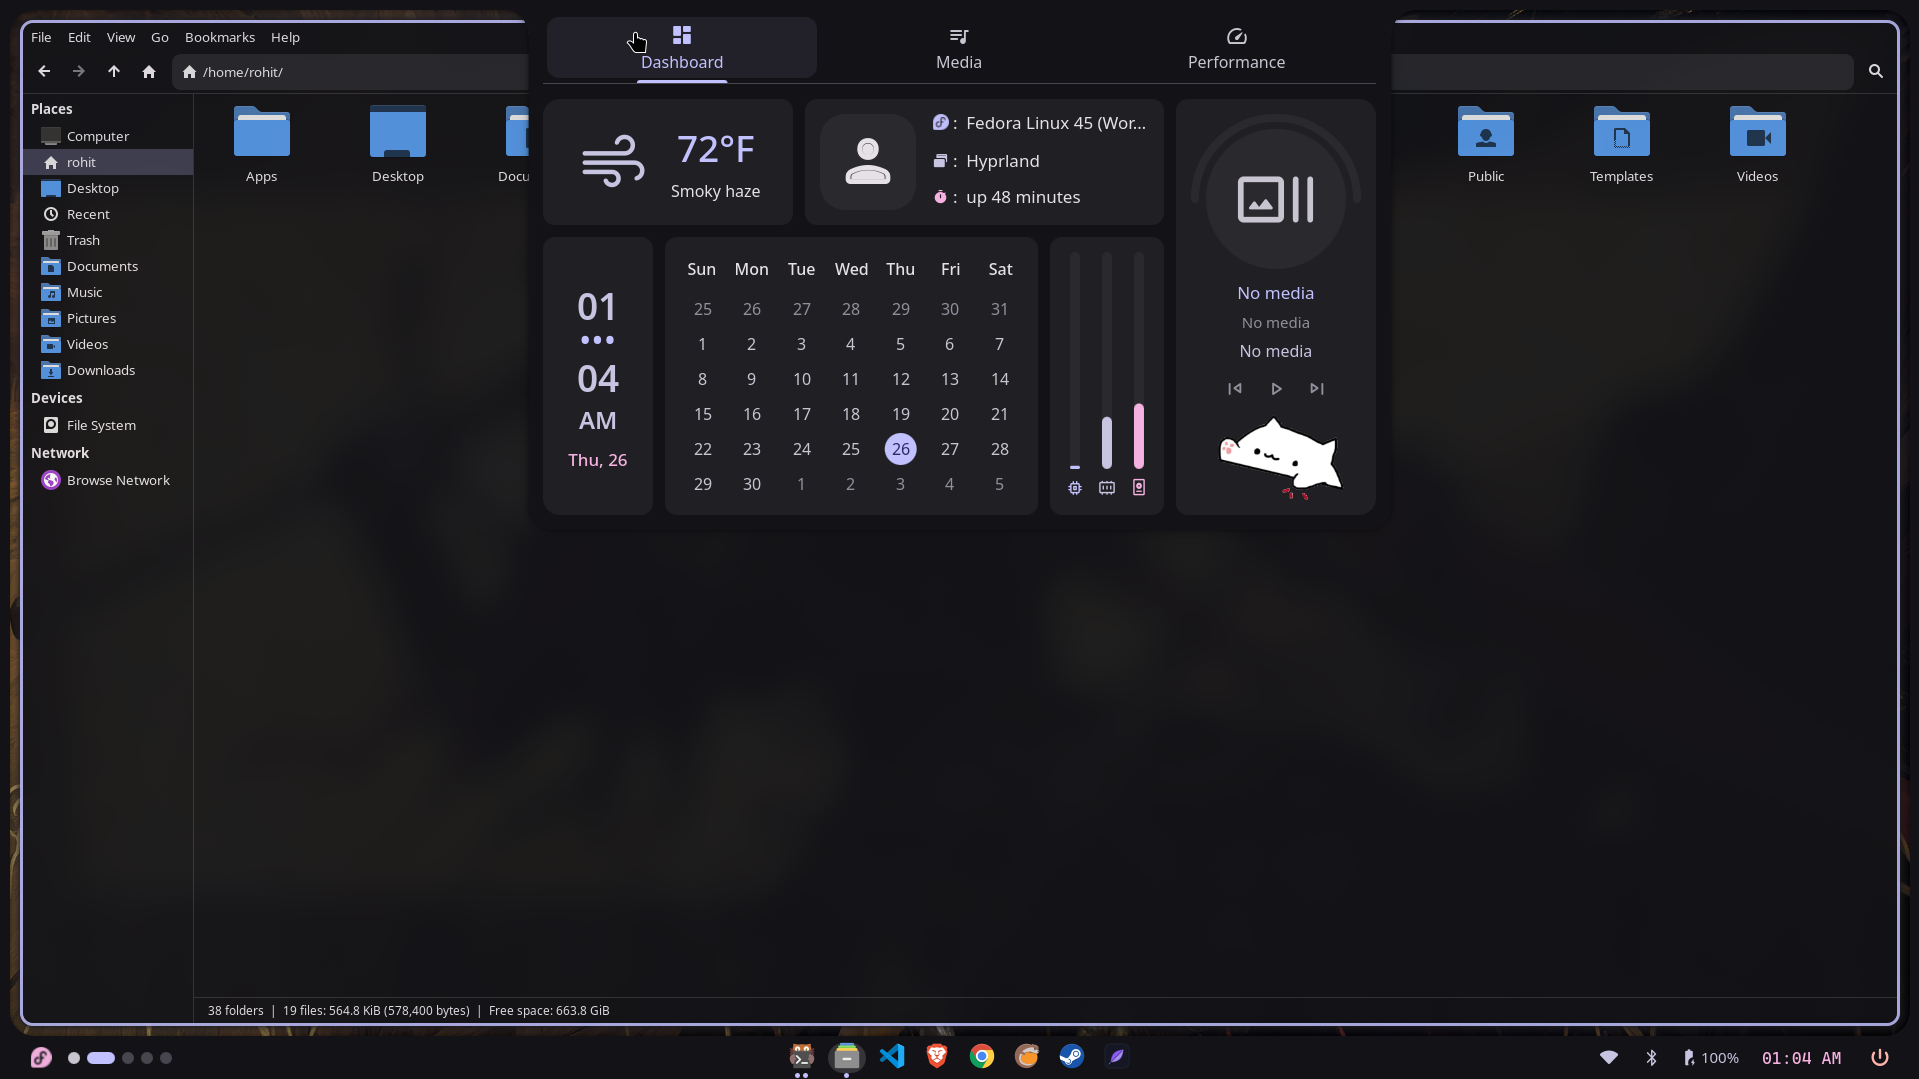 File Edit View Go Bookmarks Help
/home/rohit/
Dashboard
Media
Performance
Places
Computer
rohit
Desktop
Recent
Trash
Documents
Music
Pictures
Videos
Downloads
Devices
File System
Network
Browse Network
Apps
Desktop
Docu
Public
Templates
Videos
72°F
Smoky haze
: Fedora Linux 45 (Wor...
: Hyprland
: up 48 minutes
01
04
AM
Thu, 26
Sun Mon Tue Wed Thu Fri Sat
25 26 27 28 29 30 31
1 2 3 4 5 6 7
8 9 10 11 12 13 14
15 16 17 18 19 20 21
22 23 24 25 26 27 28
29 30 1 2 3 4 5
No media
No media
No media
38 folders | 19 files: 564.8 KiB (578,400 bytes) | Free space: 663.8 GiB
100%
01:04 AM